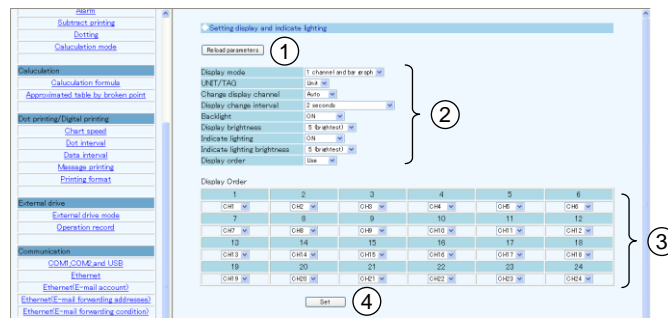 Alarm
Subtract printing
Dotting
Caluculation mode
Caluculation
Caluculation formula
Approximated table by broken point
Dot printing/Digital printing
Chart speed
Dot interval
Data interval
Message printing
Printing format
External drive
External drive mode
Operation record
Communication
COM1,COM2,and USB
Ethernet
Ethernet(E-mail account)
Ethernet(E-mail forwarding addresses)
Ethernet(E-mail forwarding condition)
Setting display and indicate lighting
Reload parameters
1
Display mode 1 channel and bar graph
UNIT/TAG Unit
Change display channel Auto
Display change interval 2 seconds
Backlight ON
Display brightness 5 (brightest)
Indicate lighting ON
Indicate lighting brightness 5 (brightest)
Display order Use
2
Display Order
1 2 3 4 5 6
CH1 CH2 CH3 CH4 CH5 CH6
7 8 9 10 11 12
CH7 CH8 CH9 CH10 CH11 CH12
13 14 15 16 17 18
CH13 CH14 CH15 CH16 CH17 CH18
19 20 21 22 23 24
CH19 CH20 CH21 CH22 CH23 CH24
3
Set
4